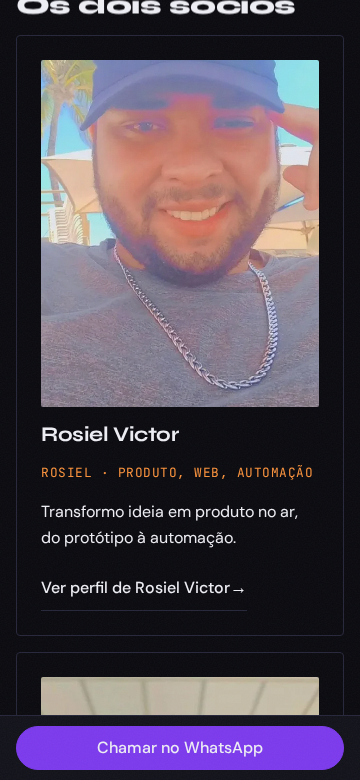 Os dois sócios
Rosiel Victor
ROSIEL · PRODUTO, WEB, AUTOMAÇÃO
Transformo ideia em produto no ar,
do protótipo à automação.
Ver perfil de Rosiel Victor→
Chamar no WhatsApp